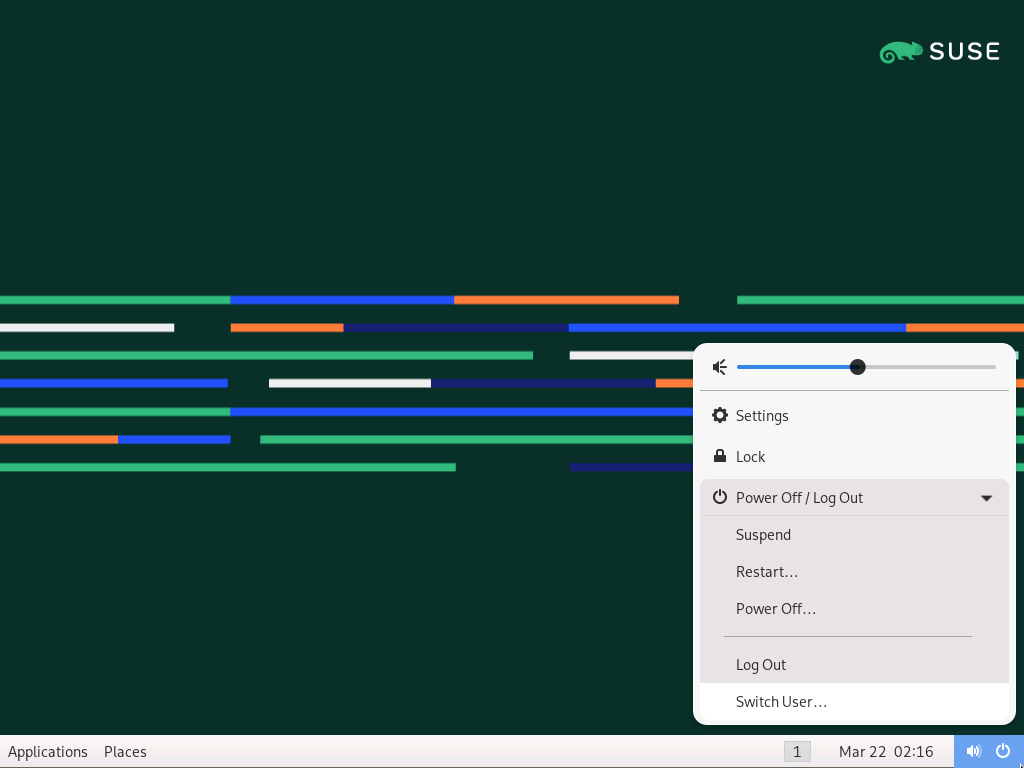 SUSE
Settings
Lock
Power Off / Log Out
Suspend
Restart…
Power Off…
Log Out
Switch User…
Applications Places 1 Mar 22 02:16